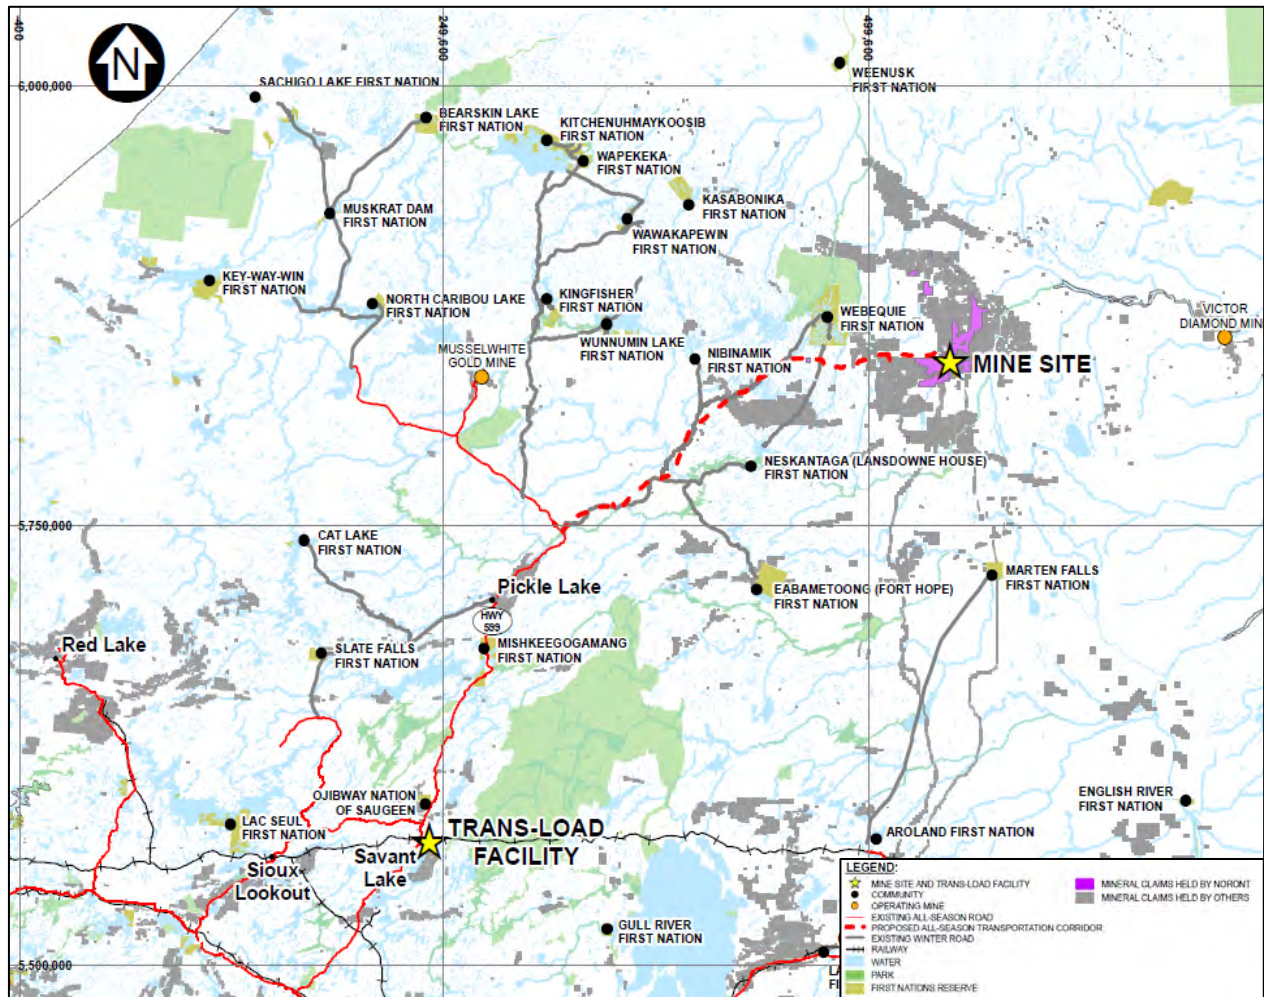 -400
249,600
499,600
N
WEENUSK
FIRST NATION
6,000,000
SACHIGO LAKE FIRST NATION
BEARSKIN LAKE
FIRST NATION
KITCHENUHMAYKOOSIB
FIRST NATION
WAPEKEKA
FIRST NATION
KASABONIKA
FIRST NATION
MUSKRAT DAM
FIRST NATION
WAWAKAPEWIN
FIRST NATION
KEY-WAY-WIN
FIRST NATION
NORTH CARIBOU LAKE
FIRST NATION
KINGFISHER
FIRST NATION
WEBEQUIE
FIRST NATION
VICTOR
DIAMOND MIN
WUNNUMIN LAKE
FIRST NATION
MUSSELWHITE
GOLD MINE
NIBINAMIK
FIRST NATION
MINE SITE
NESKANTAGA (LANSDOWNE HOUSE)
FIRST NATION
5,750,000
CAT LAKE
FIRST NATION
MARTEN FALLS
FIRST NATION
Pickle Lake
EABAMETOONG (FORT HOPE)
FIRST NATION
HWY
599
Red Lake
SLATE FALLS
FIRST NATION
MISHKEEGOGAMANG
FIRST NATION
OJIBWAY NATION
OF SAUGEEN
ENGLISH RIVER
FIRST NATION
LAC SEUL
FIRST NATION
TRANS-LOAD
FACILITY
AROLAND FIRST NATION
Savant
Lake
Sioux
Lookout
GULL RIVER
FIRST NATION
5,500,000
LEGEND:
MINE SITE AND TRANS-LOAD FACILITY
COMMUNITY
OPERATING MINE
EXISTING ALL-SEASON ROAD
PROPOSED ALL-SEASON TRANSPORTATION CORRIDOR
EXISTING WINTER ROAD
RAILWAY
WATER
PARK
FIRST NATIONS RESERVE
MINERAL CLAIMS HELD BY NORONT
MINERAL CLAIMS HELD BY OTHERS